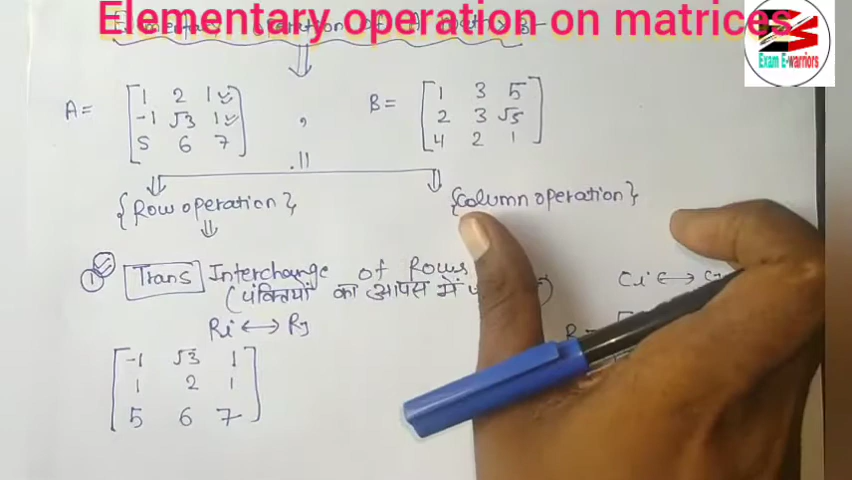 Elementary operation on matrices
Exam E-warriors
A = [1 2 1
-1 √3 1
5 6 7] ,
B = [1 3 5
2 3 √5
4 2 1]
{Row operation}
{Column operation}
① Trans Interchange of Rows
(पंक्तियों का आपस में
Ri ↔ Rj
Ci ↔
[-1 √3 1
1 2 1
5 6 7]